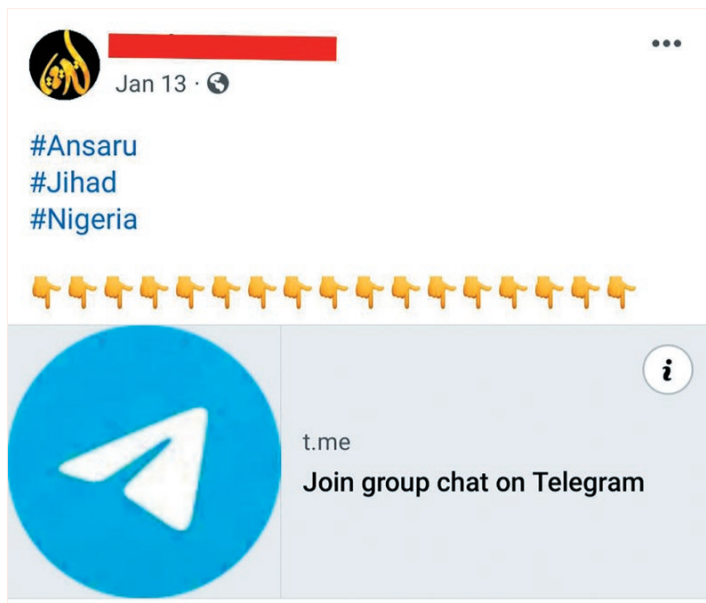 Jan 13 ·
#Ansaru
#Jihad
#Nigeria
t.me
Join group chat on Telegram